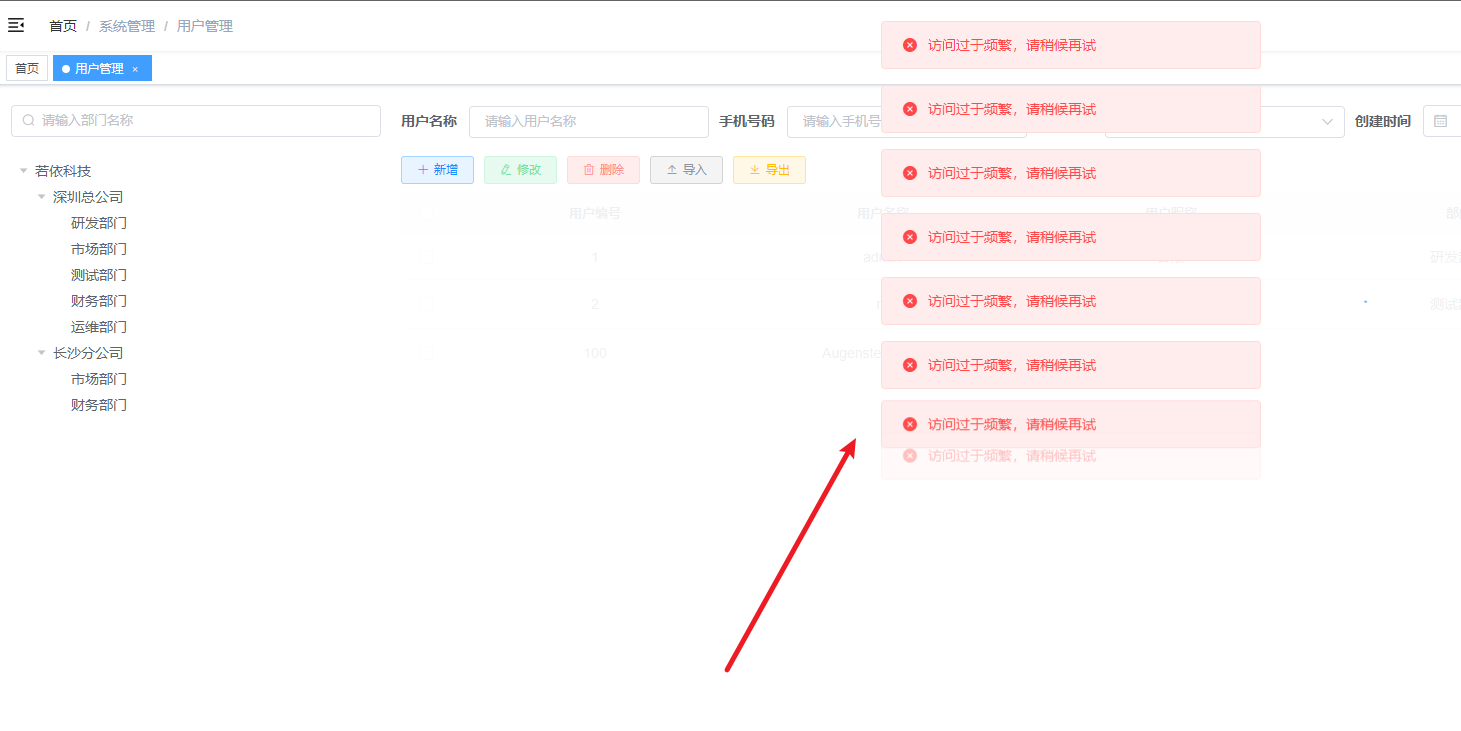 首页 / 系统管理 / 用户管理
首页
用户管理 ×
请输入部门名称
若依科技
深圳总公司
研发部门
市场部门
测试部门
财务部门
运维部门
长沙分公司
市场部门
财务部门
用户名称 请输入用户名称 手机号码 请输入手机号 创建时间
新增 修改 删除 导入 导出
用户编号 用户名称 用户昵称
1
研发
2
测试
100 Augenste
访问过于频繁，请稍候再试
访问过于频繁，请稍候再试
访问过于频繁，请稍候再试
访问过于频繁，请稍候再试
访问过于频繁，请稍候再试
访问过于频繁，请稍候再试
访问过于频繁，请稍候再试
访问过于频繁，请稍候再试